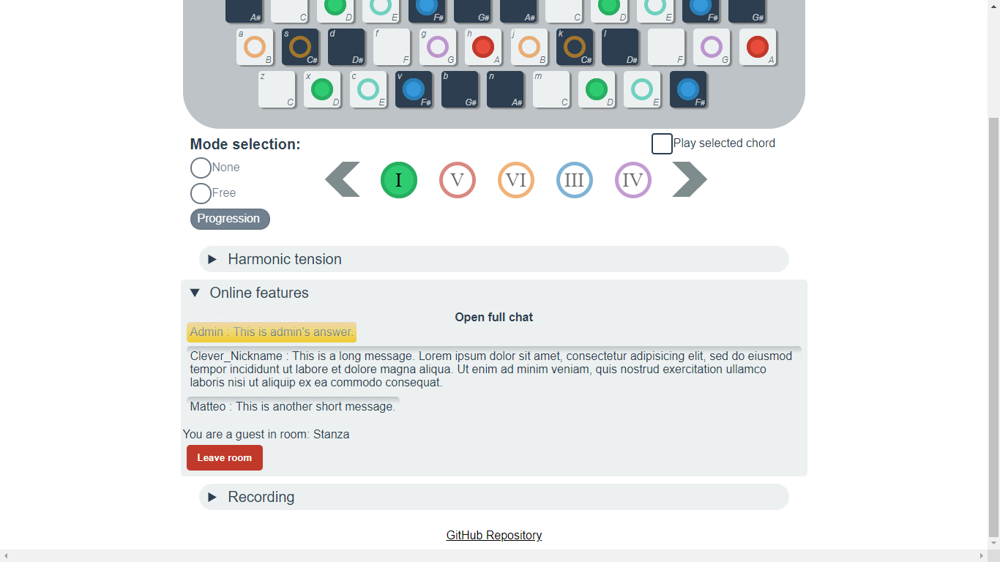 A# C D E F# G# A# C D E F# G#
a B s C# d D# f F g G h A j B k C# l D# F G A
z C x D c E v F# b G# n A# m C D E F#
Mode selection: Play selected chord
None
I V VI III IV
Free
Progression
Harmonic tension
Online features
Open full chat
Admin : This is admin's answer.
Clever_Nickname : This is a long message. Lorem ipsum dolor sit amet, consectetur adipisicing elit, sed do eiusmod
tempor incididunt ut labore et dolore magna aliqua. Ut enim ad minim veniam, quis nostrud exercitation ullamco
laboris nisi ut aliquip ex ea commodo consequat.
Matteo : This is another short message.
You are a guest in room: Stanza
Leave room
Recording
GitHub Repository